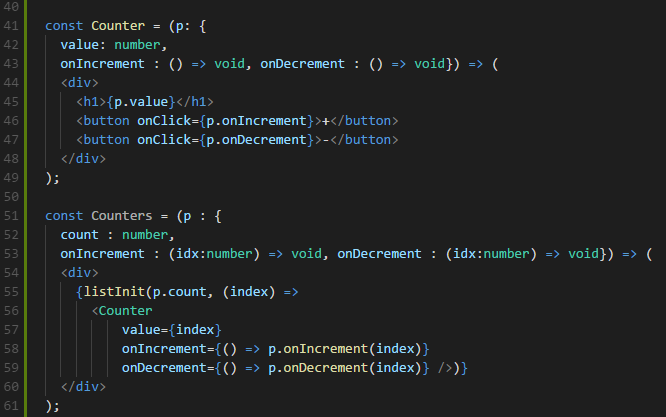 40
41 const Counter = (p: {
42   value: number,
43   onIncrement : () => void, onDecrement : () => void}) => (
44   <div>
45     <h1>{p.value}</h1>
46     <button onClick={p.onIncrement}>+</button>
47     <button onClick={p.onDecrement}>-</button>
48   </div>
49 );
50
51 const Counters = (p : {
52   count : number,
53   onIncrement : (idx:number) => void, onDecrement : (idx:number) => void}) => (
54   <div>
55     {listInit(p.count, (index) =>
56       <Counter
57           value={index}
58           onIncrement={() => p.onIncrement(index)}
59           onDecrement={() => p.onDecrement(index)} />)}
60   </div>
61 );